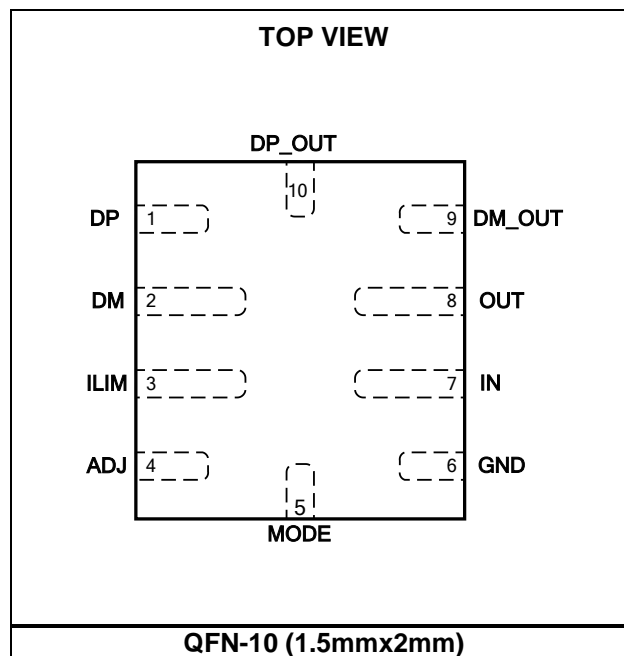 TOP VIEW
DP_OUT
10
DP 1
9 DM_OUT
DM 2
8 OUT
ILIM 3
7 IN
ADJ 4
6 GND
5
MODE
QFN-10 (1.5mmx2mm)